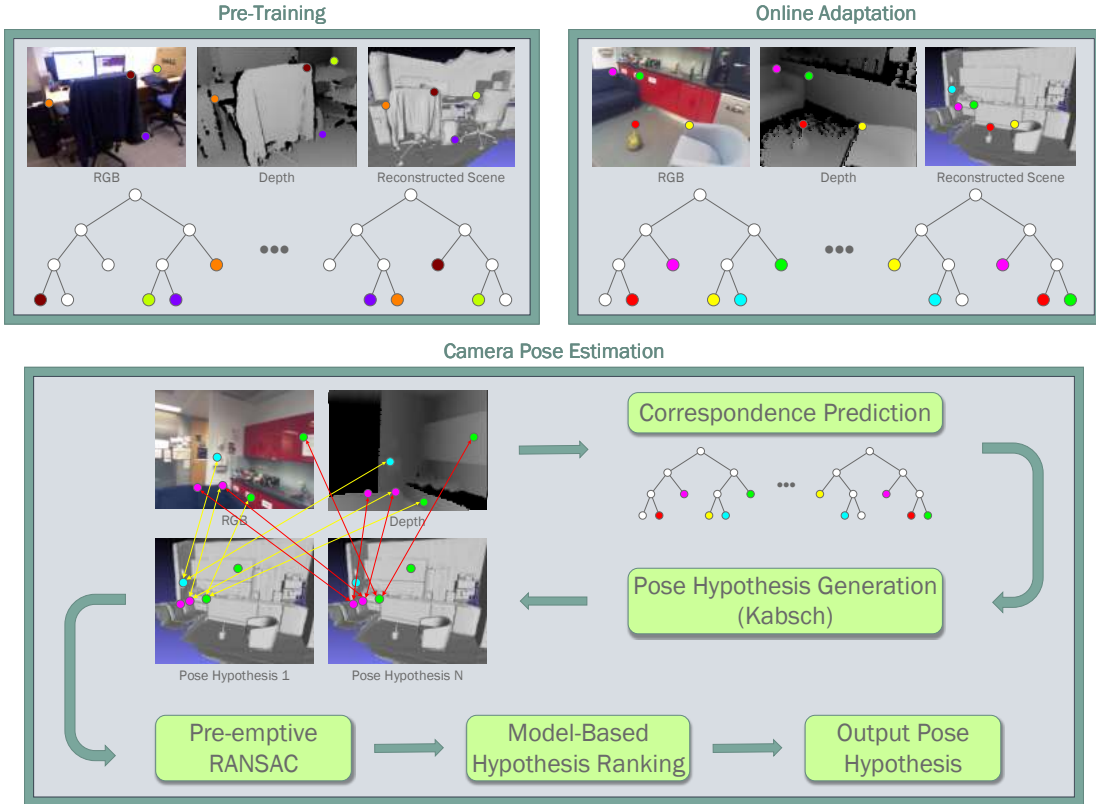 Pre-Training
Online Adaptation
RGB
Depth
Reconstructed Scene
RGB
Depth
Reconstructed Scene
Camera Pose Estimation
Correspondence Prediction
RGB
Depth
Pose Hypothesis Generation
(Kabsch)
Pose Hypothesis 1
Pose Hypothesis N
Pre-emptive
RANSAC
Model-Based
Hypothesis Ranking
Output Pose
Hypothesis